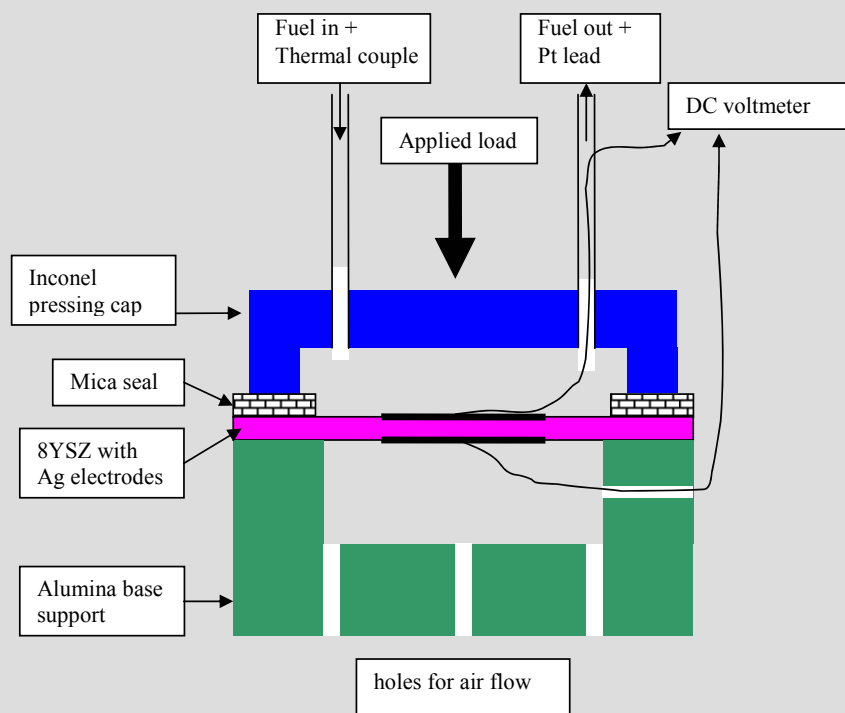 Fuel in +
Thermal couple
Fuel out +
Pt lead
DC voltmeter
Applied load
Inconel
pressing cap
Mica seal
8YSZ with
Ag electrodes
Alumina base
support
holes for air flow